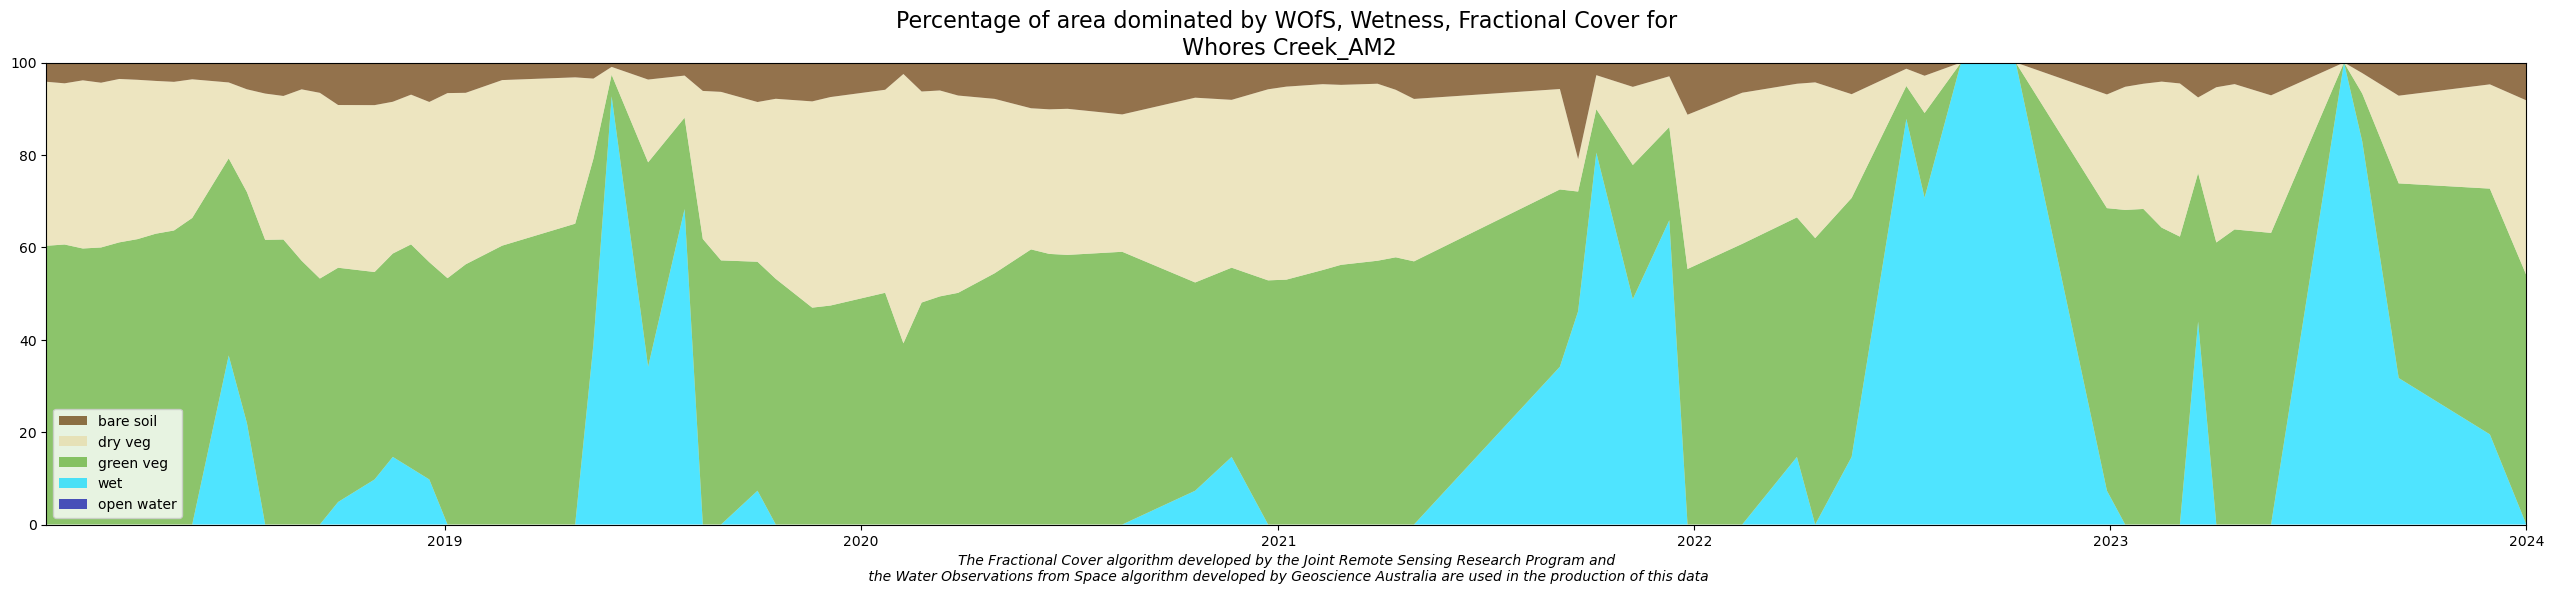 Percentage of area dominated by WOfS, Wetness, Fractional Cover for
Whores Creek_AM2
100
80
60
40
20
0
bare soil
dry veg
green veg
wet
open water
2019
2020
2021
2022
2023
2024
The Fractional Cover algorithm developed by the Joint Remote Sensing Research Program and
the Water Observations from Space algorithm developed by Geoscience Australia are used in the production of this data